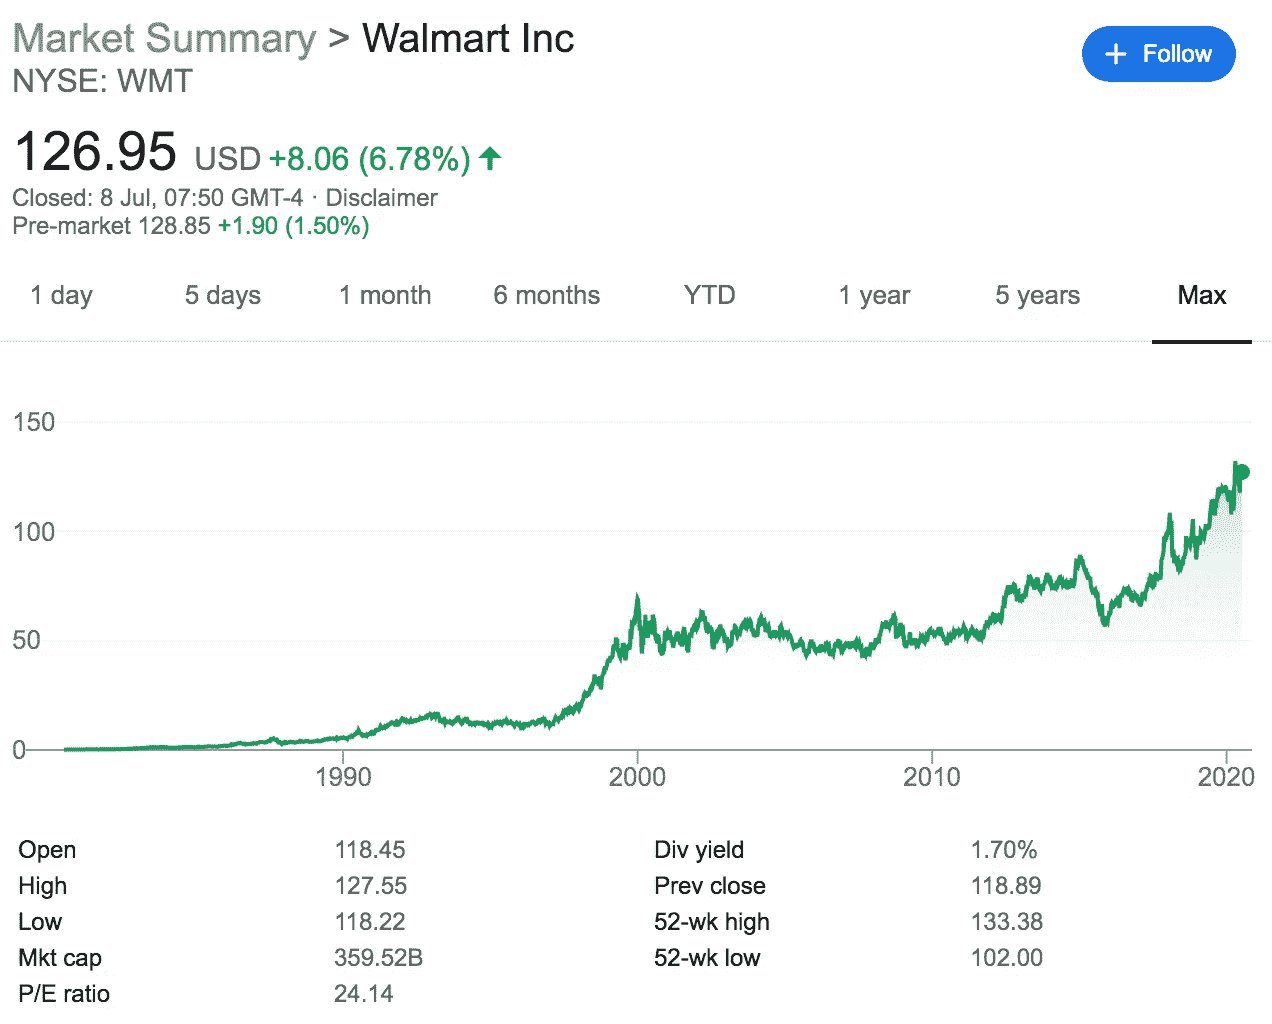 Market Summary > Walmart Inc
+ Follow
NYSE: WMT
126.95 USD +8.06 (6.78%) ↑
Closed: 8 Jul, 07:50 GMT-4 · Disclaimer
Pre-market 128.85 +1.90 (1.50%)
1 day 5 days 1 month 6 months YTD 1 year 5 years Max
150
100
50
0
1990 2000 2010 2020
Open 118.45 Div yield 1.70%
High 127.55 Prev close 118.89
Low 118.22 52-wk high 133.38
Mkt cap 359.52B 52-wk low 102.00
P/E ratio 24.14